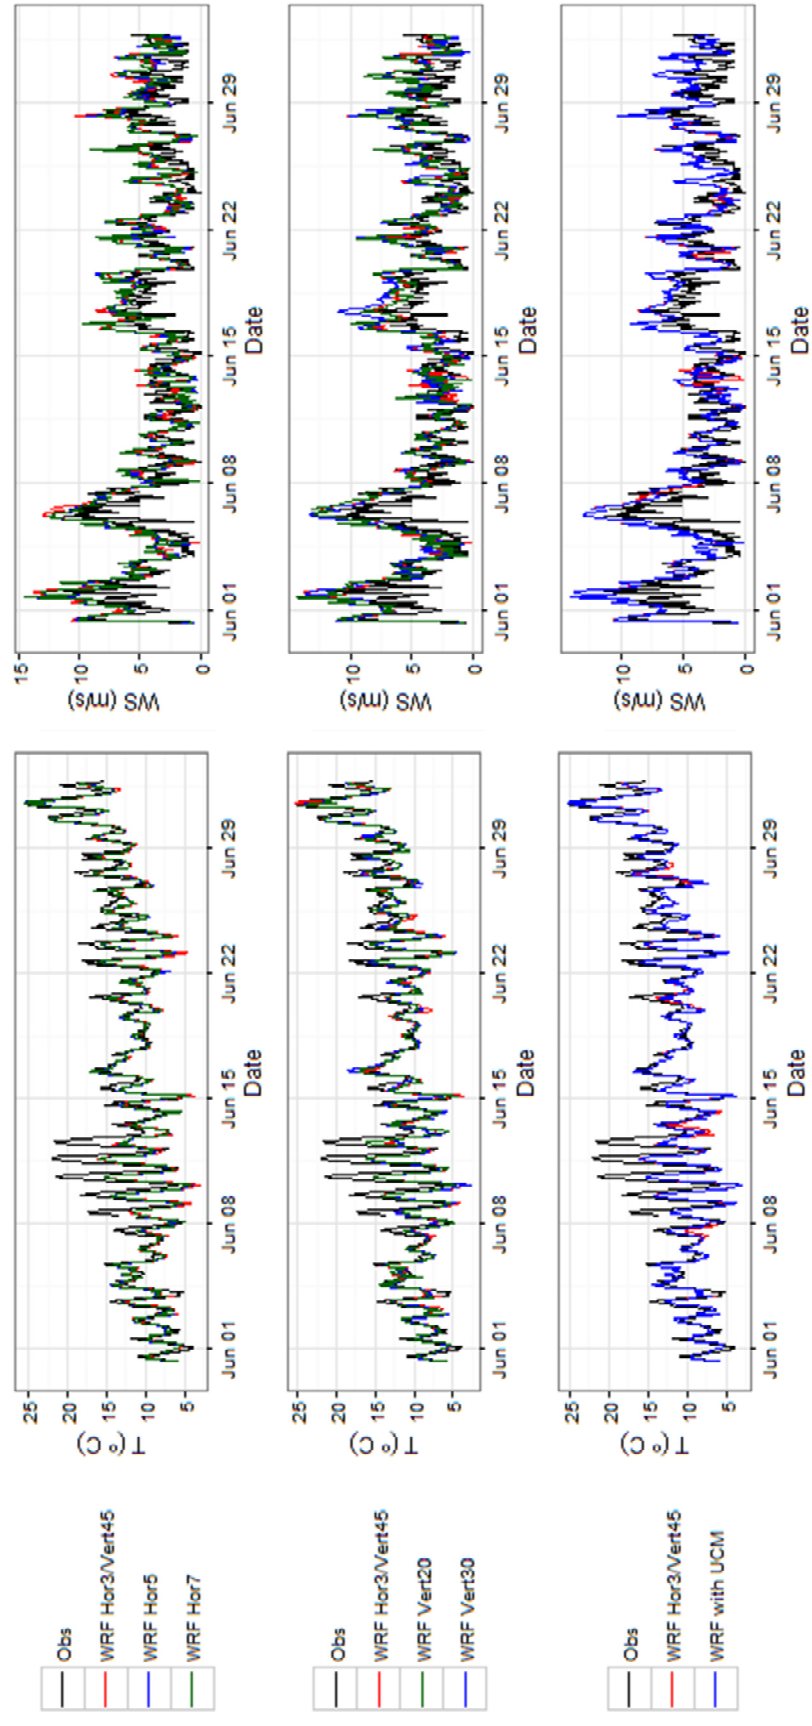 Obs
WRF Hor3/Vert45
WRF Hor5
WRF Hor7
T(°C)
25
20
15
10
5
Jun 01 Jun 08 Jun 15 Jun 22 Jun 29
Date
WS (m/s)
15
10
5
0
Jun 01 Jun 08 Jun 15 Jun 22 Jun 29
Date
Obs
WRF Hor3/Vert45
WRF Vert20
WRF Vert30
T(°C)
25
20
15
10
5
Jun 01 Jun 08 Jun 15 Jun 22 Jun 29
Date
WS (m/s)
10
5
0
Jun 01 Jun 08 Jun 15 Jun 22 Jun 29
Date
Obs
WRF Hor3/Vert45
WRF with UCM
T(°C)
25
20
15
10
5
Jun 01 Jun 08 Jun 15 Jun 22 Jun 29
Date
WS (m/s)
10
5
0
Jun 01 Jun 08 Jun 15 Jun 22 Jun 29
Date